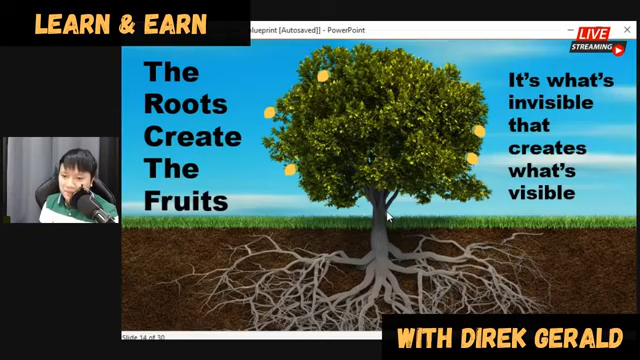 LEARN & EARN
blueprint [Autosaved]] - PowerPoint
LIVE
STREAMING
The
Roots
Create
The
Fruits
It's what's
invisible
that
creates
what's
visible
Slide 14 of 30
WITH DIREK GERALD